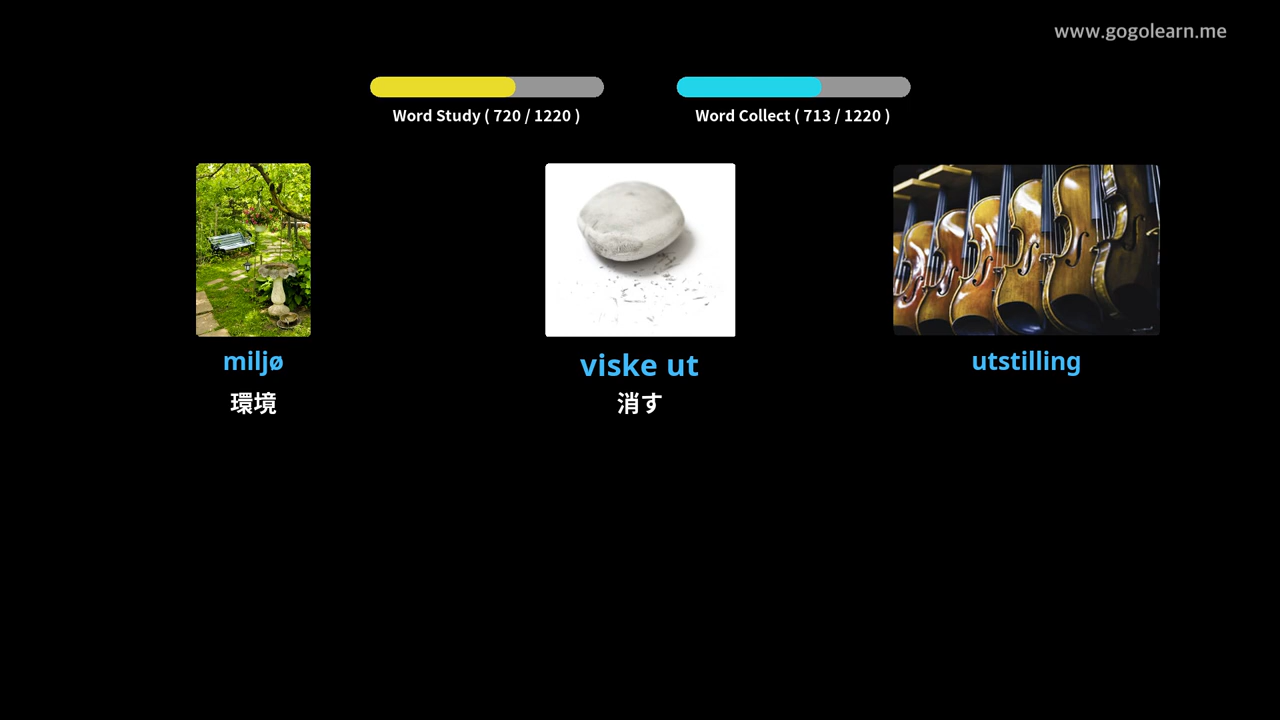 www.gogolearn.me
Word Study ( 720 / 1220 )
Word Collect ( 713 / 1220 )
miljø
viske ut
utstilling
環境
消す